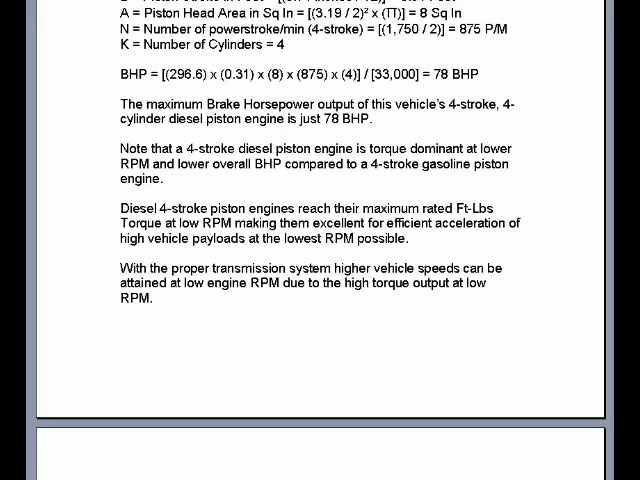 A = Piston Head Area in Sq In = [(3.19 / 2)² x (TT)] = 8 Sq In
N = Number of powerstroke/min (4-stroke) = [(1,750 / 2)] = 875 P/M
K = Number of Cylinders = 4
BHP = [(296.6) x (0.31) x (8) x (875) x (4)] / [33,000] = 78 BHP
The maximum Brake Horsepower output of this vehicle's 4-stroke, 4-
cylinder diesel piston engine is just 78 BHP.
Note that a 4-stroke diesel piston engine is torque dominant at lower
RPM and lower overall BHP compared to a 4-stroke gasoline piston
engine.
Diesel 4-stroke piston engines reach their maximum rated Ft-Lbs
Torque at low RPM making them excellent for efficient acceleration of
high vehicle payloads at the lowest RPM possible.
With the proper transmission system higher vehicle speeds can be
attained at low engine RPM due to the high torque output at low
RPM.